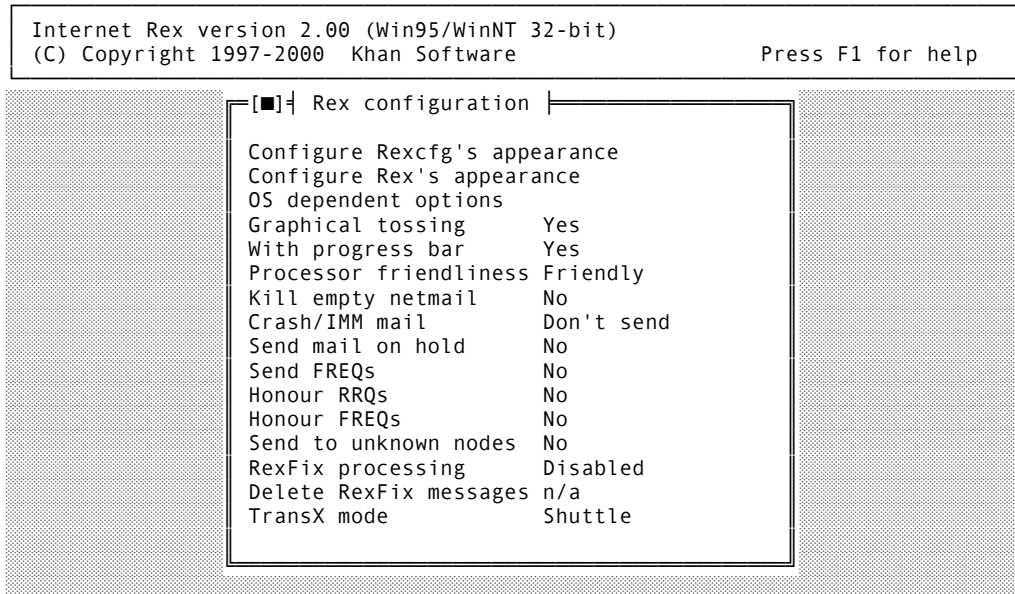 Internet Rex version 2.00 (Win95/WinNT 32-bit)
(C) Copyright 1997-2000 Khan Software Press F1 for help
[■] Rex configuration
Configure Rexcfg's appearance
Configure Rex's appearance
OS dependent options
Graphical tossing Yes
With progress bar Yes
Processor friendliness Friendly
Kill empty netmail No
Crash/IMM mail Don't send
Send mail on hold No
Send FREQs No
Honour RRQs No
Honour FREQs No
Send to unknown nodes No
RexFix processing Disabled
Delete RexFix messages n/a
TransX mode Shuttle